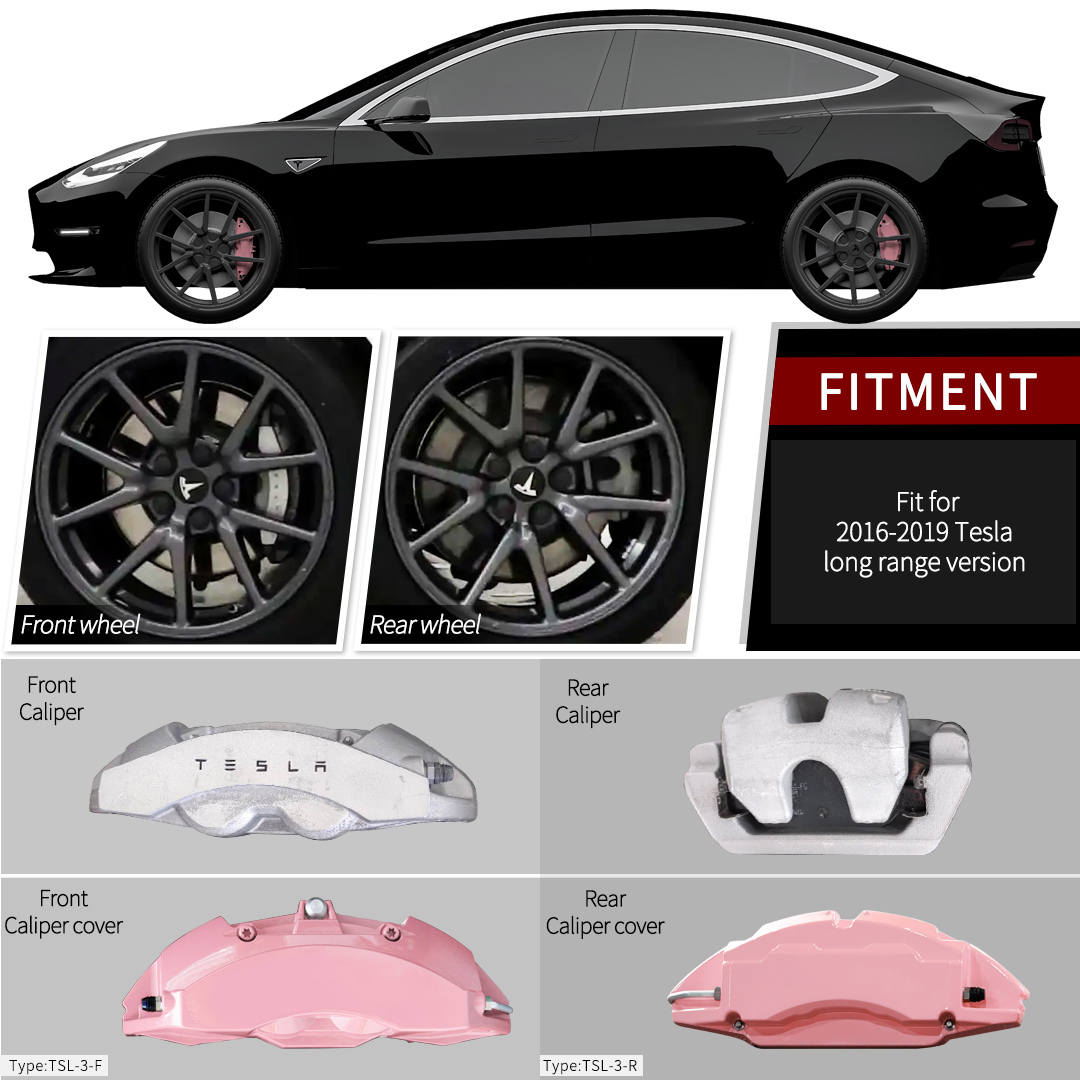 FITMENT
Fit for
2016-2019 Tesla
long range version
Front wheel
Rear wheel
Front
Caliper
TESLA
Rear
Caliper
Front
Caliper cover
Type:TSL-3-F
Rear
Caliper cover
Type:TSL-3-R